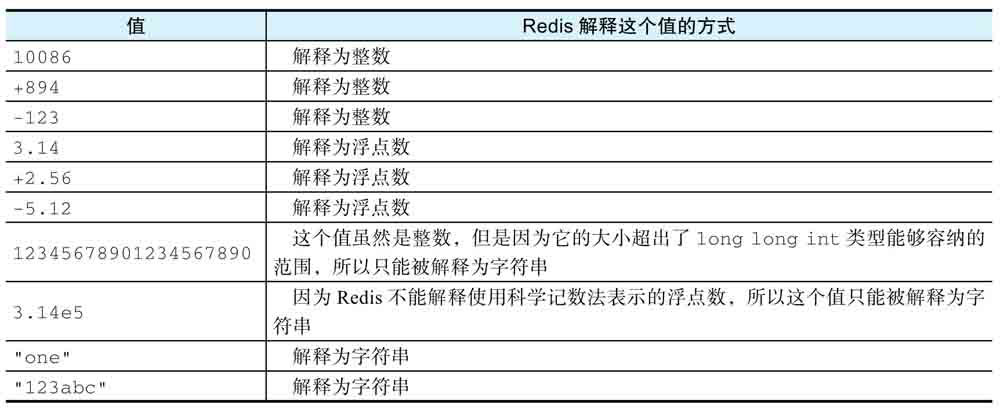 值 Redis 解释这个值的方式
10086 解释为整数
+894 解释为整数
-123 解释为整数
3.14 解释为浮点数
+2.56 解释为浮点数
-5.12 解释为浮点数
12345678901234567890 这个值虽然是整数，但是因为它的大小超出了 long long int 类型能够容纳的
范围，所以只能被解释为字符串
3.14e5 因为 Redis 不能解释使用科学记数法表示的浮点数，所以这个值只能被解释为字
符串
"one" 解释为字符串
"123abc" 解释为字符串